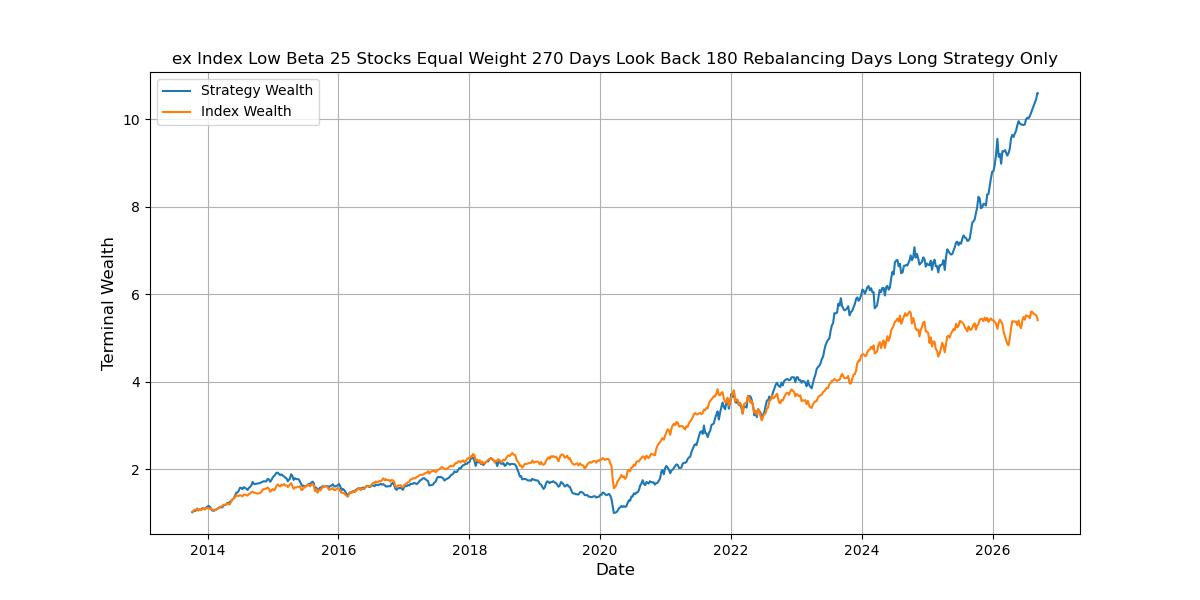 ex Index Low Beta 25 Stocks Equal Weight 270 Days Look Back 180 Rebalancing Days Long Strategy Only
Strategy Wealth
Index Wealth
Terminal Wealth
10
8
6
4
2
2014 2016 2018 2020 2022 2024 2026
Date